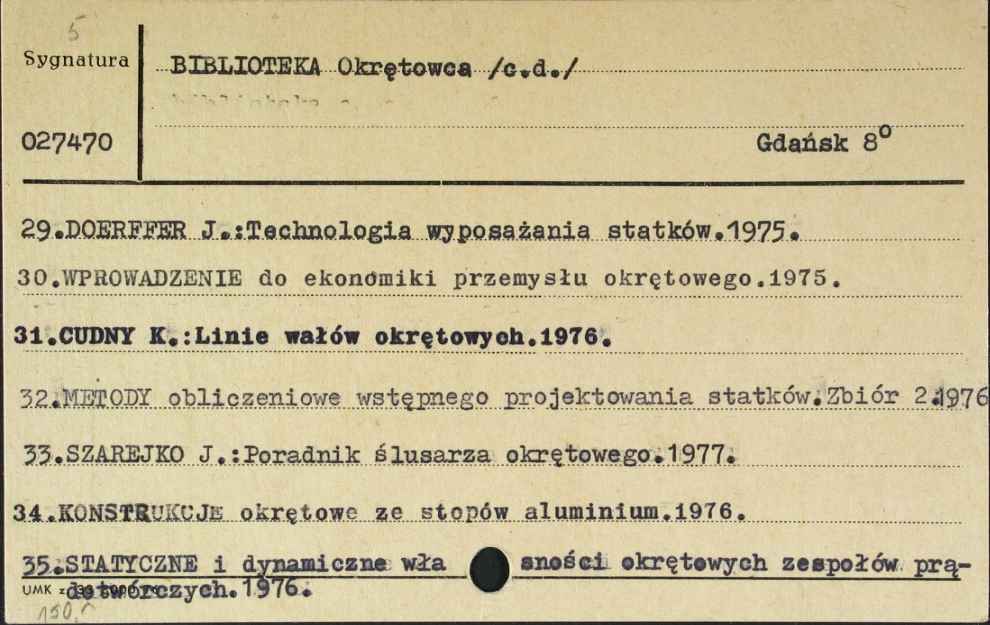 5
Sygnatura
BIBLIOTEKA Okrętowca /c.d./
027470
Gdańsk 8°
29.DOERFFER J.:Technologia wyposażania statków.1975.
30.WPROWADZENIE do ekonomiki przemysłu okrętowego.1975.
31.CUDNY K.:Linie wałów okrętowych.1976.
32.METODY obliczeniowe wstępnego projektowania statków.Zbiór 2.1976
33.SZAREJKO J.:Poradnik ślusarza okrętowego.1977.
34.KONSTRUKCJE okrętowe ze stopów aluminium.1976.
35.STATYCZNE i dynamiczne wła sności okrętowych zespołów prą-
dotwórczych.1976.
UMK z.
150,